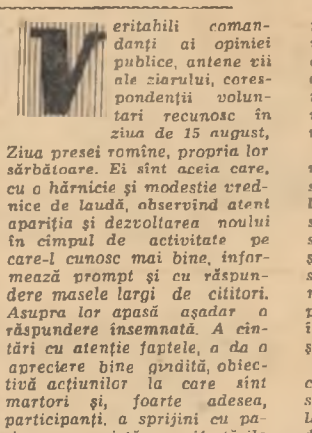 Veritabili coman-
danți ai opiniei
publice, antene vii
ale ziarului, cores-
pondenții volun-
tari recunosc în
ziua de 15 august,
Ziua presei romîne, propria lor
sărbătoare. Ei sînt aceia care,
cu o hărnicie și modestie vred-
nice de laudă, observînd atent
apariția și dezvoltarea noului
în cîmpul de activitate pe
care-l cunosc mai bine, infor-
mează prompt și cu răspun-
dere masele largi de cititori.
Asupra lor apasă așadar o
răspundere însemnată. A cîn-
tări cu atenție faptele, a da o
apreciere bine gîndită, obiec-
tivă acțiunilor la care sînt
martori și, foarte adesea,
participanți, a sprijini cu pa-